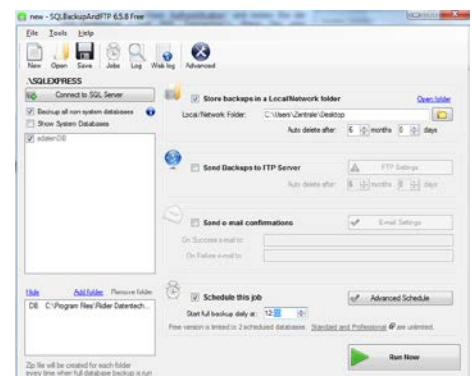 new - SQLBackupAndFTP 6.5.8 Free
File Tools Help
New Open Save Jobs Log Web log Advanced
.\SQLEXPRESS
Connect to SQL Server
Backup all non system databases
Show System Databases
Store backups in a Local/Network folder
Open folder
Local/Network Folder: C:\Users\Zentrale\Desktop
Auto delete after: 6 months 0 days
Send Backups to FTP Server
FTP Settings
Auto delete after: 6 months 0 days
Send e-mail confirmations
Email Settings
On Success e-mail to:
On Failure e-mail to:
Hide Add folder Remove folder
DB C:\Program files\Rider Datentech...
Schedule this job
Advanced Schedule
Start full backup daily at: 12:00
Free version is limited to 2 scheduled databases. Standard and Professional are unlimited.
Run Now
Zip file will be created for each folder
every time when full database backup is run